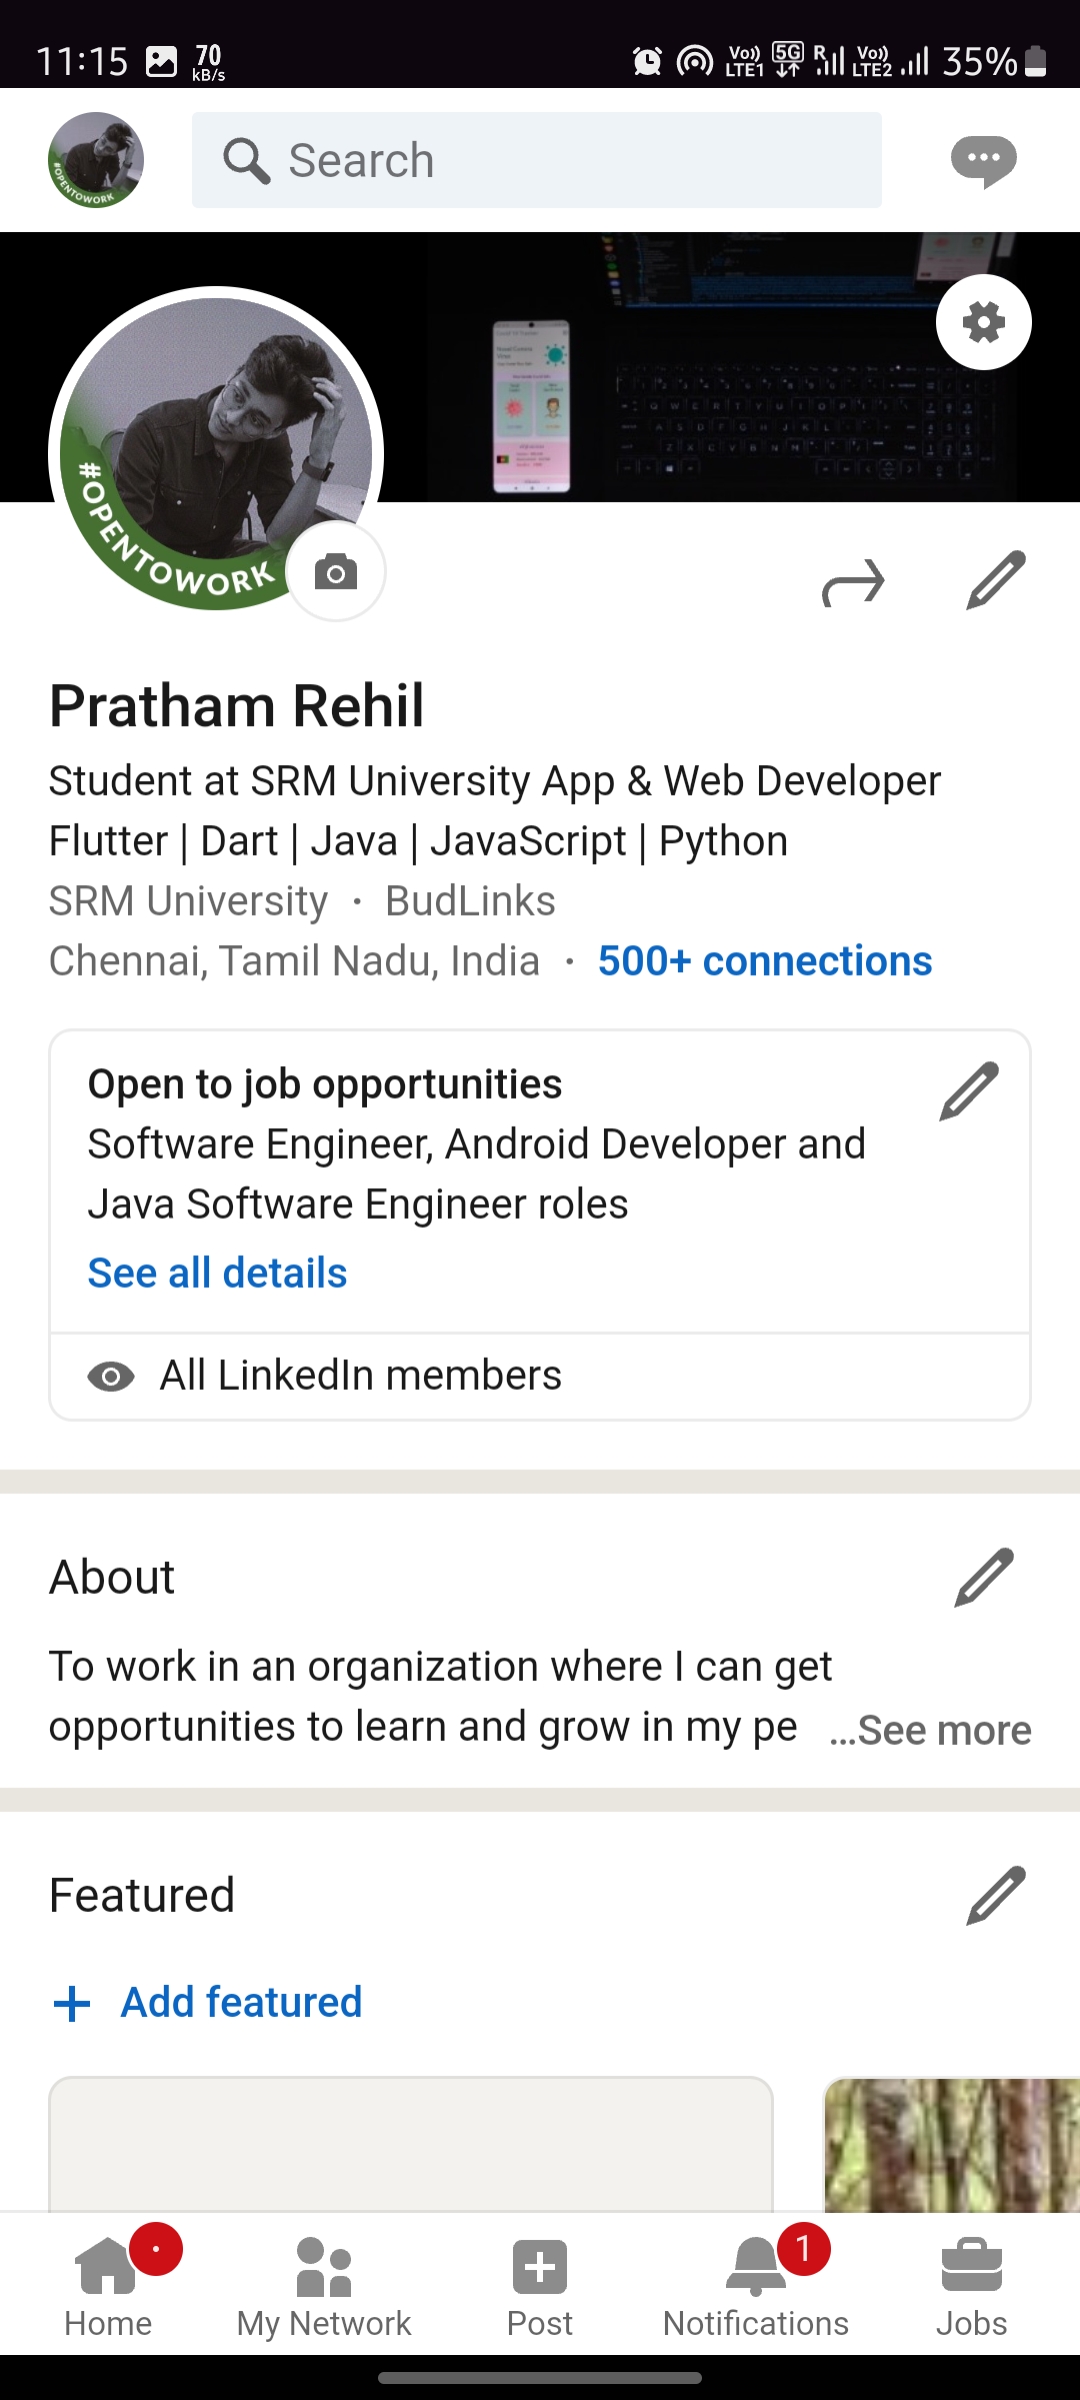 11:15 70 kB/s Vo)) LTE1 5G R Vo)) LTE2 35%
#OPENTOWORK
Search
#OPENTOWORK
Pratham Rehil
Student at SRM University App & Web Developer
Flutter | Dart | Java | JavaScript | Python
SRM University • BudLinks
Chennai, Tamil Nadu, India • 500+ connections
Open to job opportunities
Software Engineer, Android Developer and
Java Software Engineer roles
See all details
All LinkedIn members
About
To work in an organization where I can get
opportunities to learn and grow in my pe ...See more
Featured
+ Add featured
1
Home My Network Post Notifications Jobs